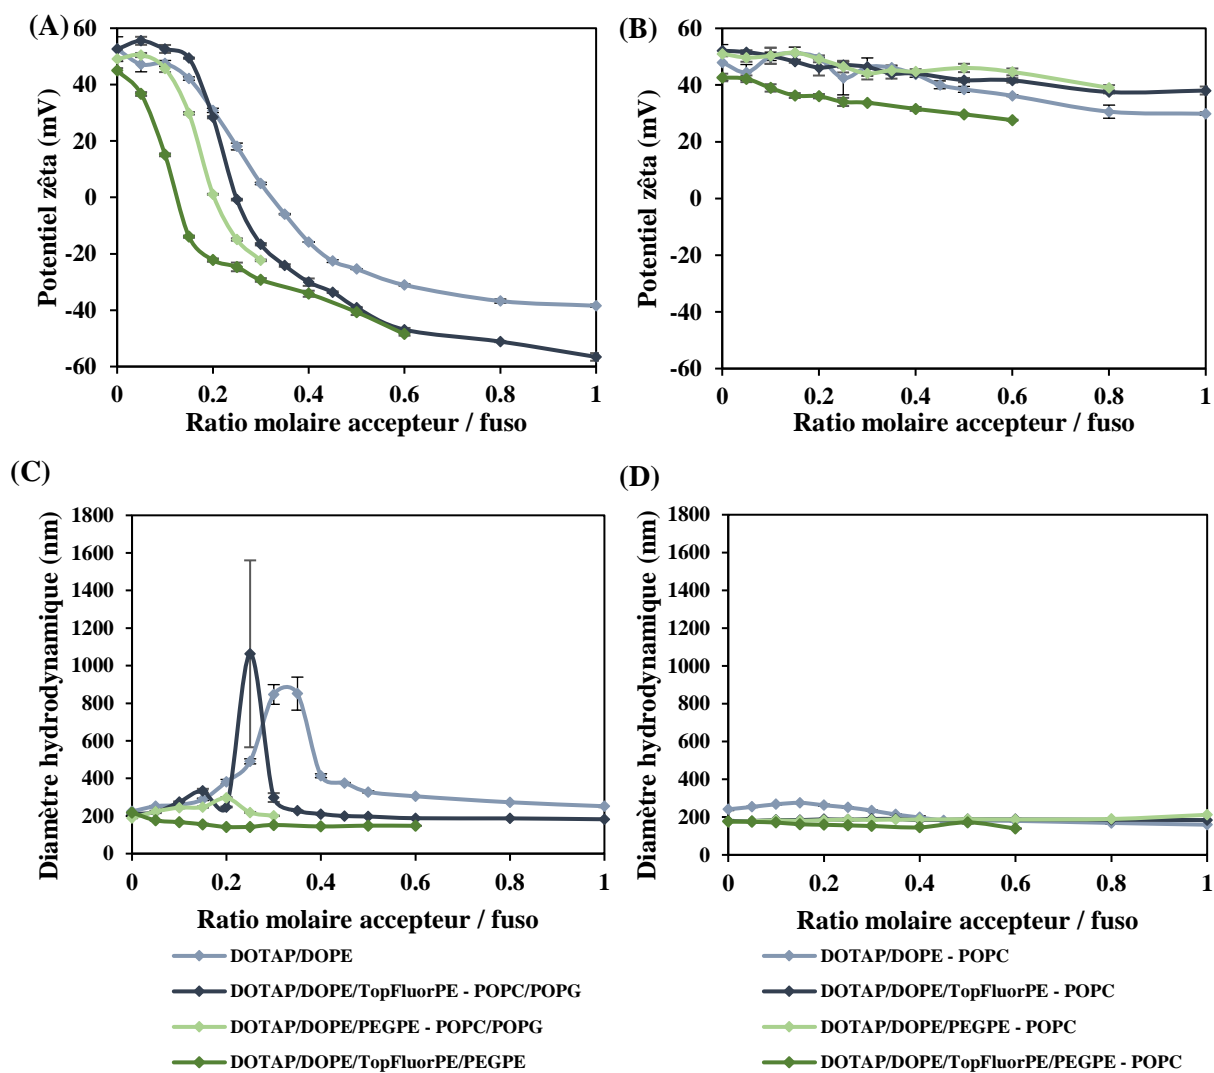 (A)
60
40
20
0
-20
-40
-60
Potentiel zêta (mV)
0
0.2
0.4
0.6
0.8
1
Ratio molaire accepteur / fuso
(B)
60
40
20
0
-20
-40
-60
Potentiel zêta (mV)
0
0.2
0.4
0.6
0.8
1
Ratio molaire accepteur / fuso
(C)
1800
1600
1400
1200
1000
800
600
400
200
0
Diamètre hydrodynamique (nm)
0
0.2
0.4
0.6
0.8
1
Ratio molaire accepteur / fuso
DOTAP/DOPE
DOTAP/DOPE/TopFluorPE - POPC/POPG
DOTAP/DOPE/PEGPE - POPC/POPG
DOTAP/DOPE/TopFluorPE/PEGPE
(D)
1800
1600
1400
1200
1000
800
600
400
200
0
Diamètre hydrodynamique (nm)
0
0.2
0.4
0.6
0.8
1
Ratio molaire accepteur / fuso
DOTAP/DOPE - POPC
DOTAP/DOPE/TopFluorPE - POPC
DOTAP/DOPE/PEGPE - POPC
DOTAP/DOPE/TopFluorPE/PEGPE - POPC